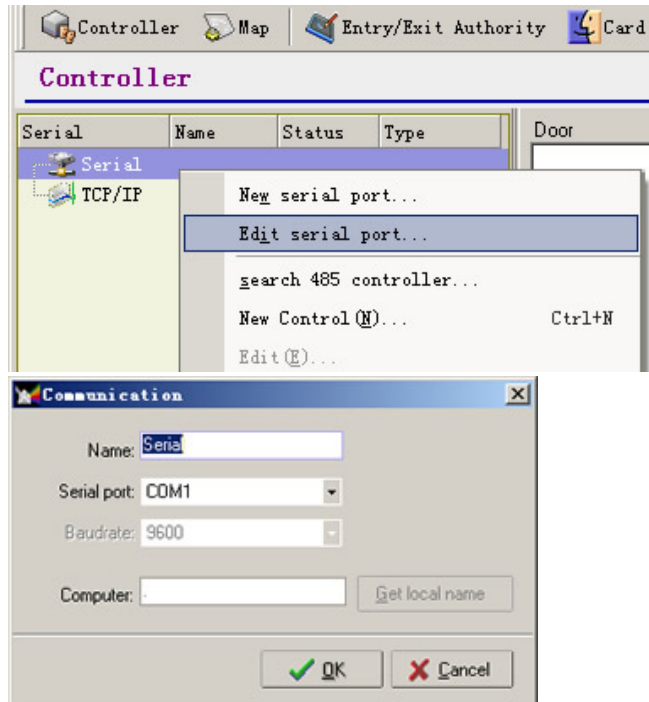 Controller Map Entry/Exit Authority Card
Controller
Serial Name Status Type Door
Serial
TCP/IP
New serial port...
Edit serial port...
search 485 controller...
New Control(N)... Ctrl+N
Edit(E)...
Communication
Name: Serial
Serial port: COM1
Baudrate: 9600
Computer: . Get local name
OK Cancel